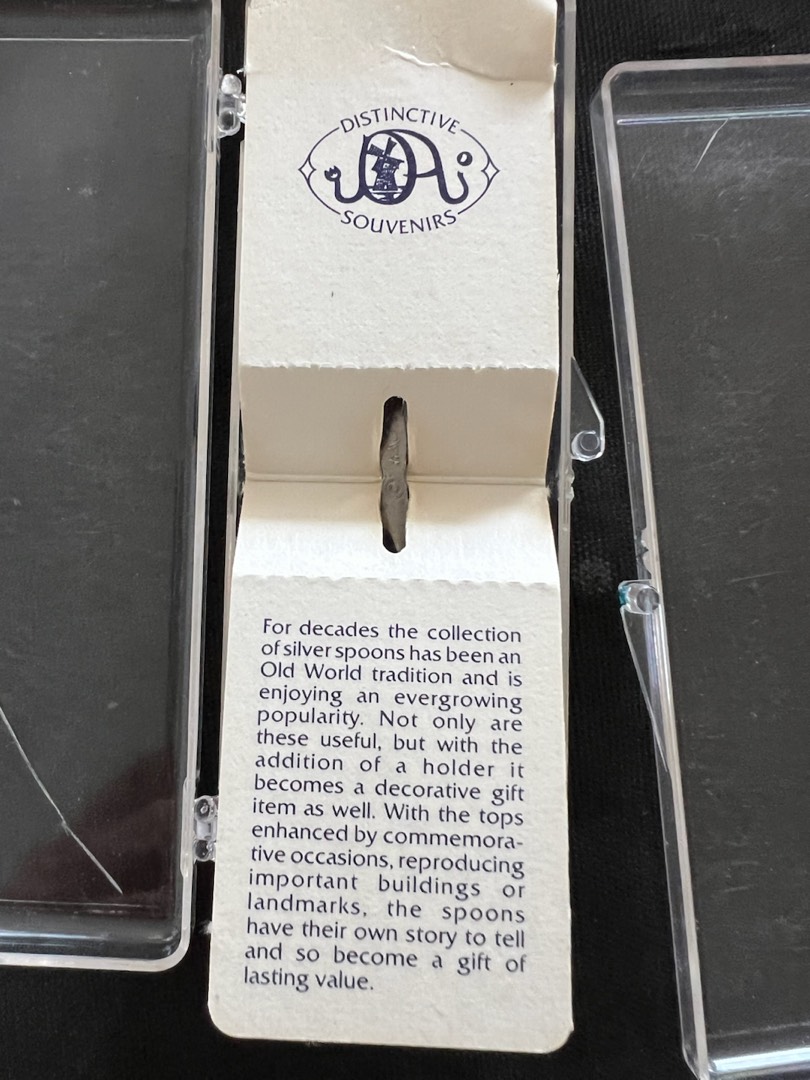 DISTINCTIVE
SOUVENIRS
For decades the collection
of silver spoons has been an
Old World tradition and is
enjoying an evergrowing
popularity. Not only are
these useful, but with the
addition of a holder it
becomes a decorative gift
item as well. With the tops
enhanced by commemora-
tive occasions, reproducing
important buildings or
landmarks, the spoons
have their own story to tell
and so become a gift of
lasting value.